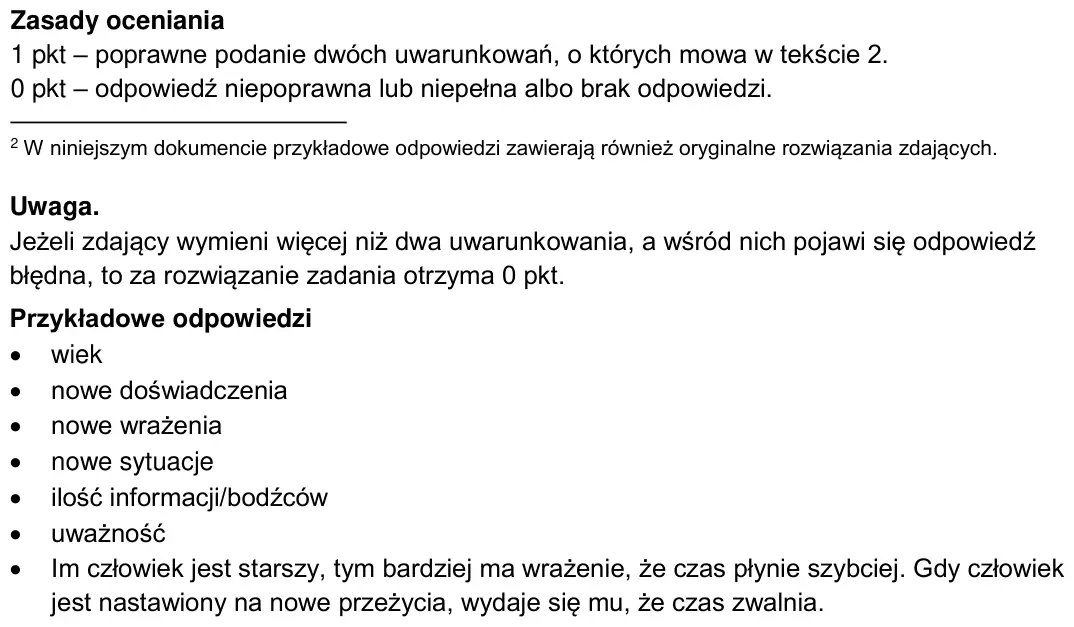 Zasady oceniania
1 pkt – poprawne podanie dwóch uwarunkowań, o których mowa w tekście 2.
0 pkt – odpowiedź niepoprawna lub niepełna albo brak odpowiedzi.
² W niniejszym dokumencie przykładowe odpowiedzi zawierają również oryginalne rozwiązania zdających.
Uwaga.
Jeżeli zdający wymieni więcej niż dwa uwarunkowania, a wśród nich pojawi się odpowiedź
błędna, to za rozwiązanie zadania otrzyma 0 pkt.
Przykładowe odpowiedzi
• wiek
• nowe doświadczenia
• nowe wrażenia
• nowe sytuacje
• ilość informacji/bodźców
• uważność
• Im człowiek jest starszy, tym bardziej ma wrażenie, że czas płynie szybciej. Gdy człowiek
jest nastawiony na nowe przeżycia, wydaje się mu, że czas zwalnia.